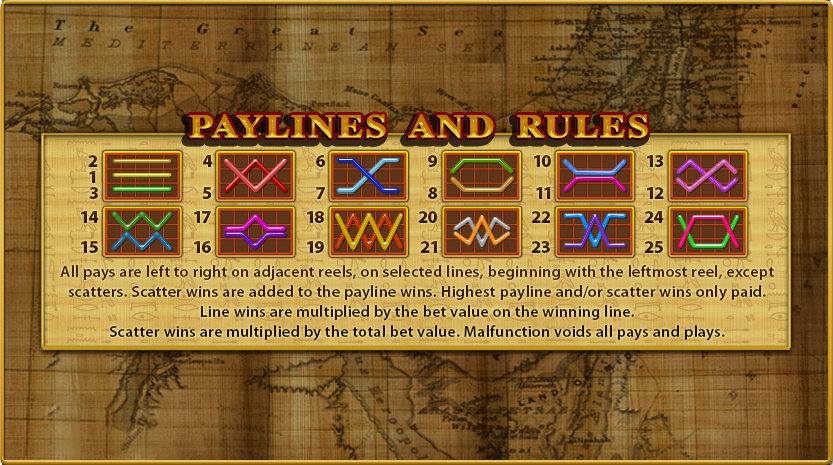 The Great Sea
MEDITERRANEAN SEA
PAYLINES AND RULES
2 4 6 9 10 13
1
3 5 7 8 11 12
14 17 18 20 22 24
15 16 19 21 23 25
All pays are left to right on adjacent reels, on selected lines, beginning with the leftmost reel, except
scatters. Scatter wins are added to the payline wins. Highest payline and/or scatter wins only paid.
Line wins are multiplied by the bet value on the winning line.
Scatter wins are multiplied by the total bet value. Malfunction voids all pays and plays.